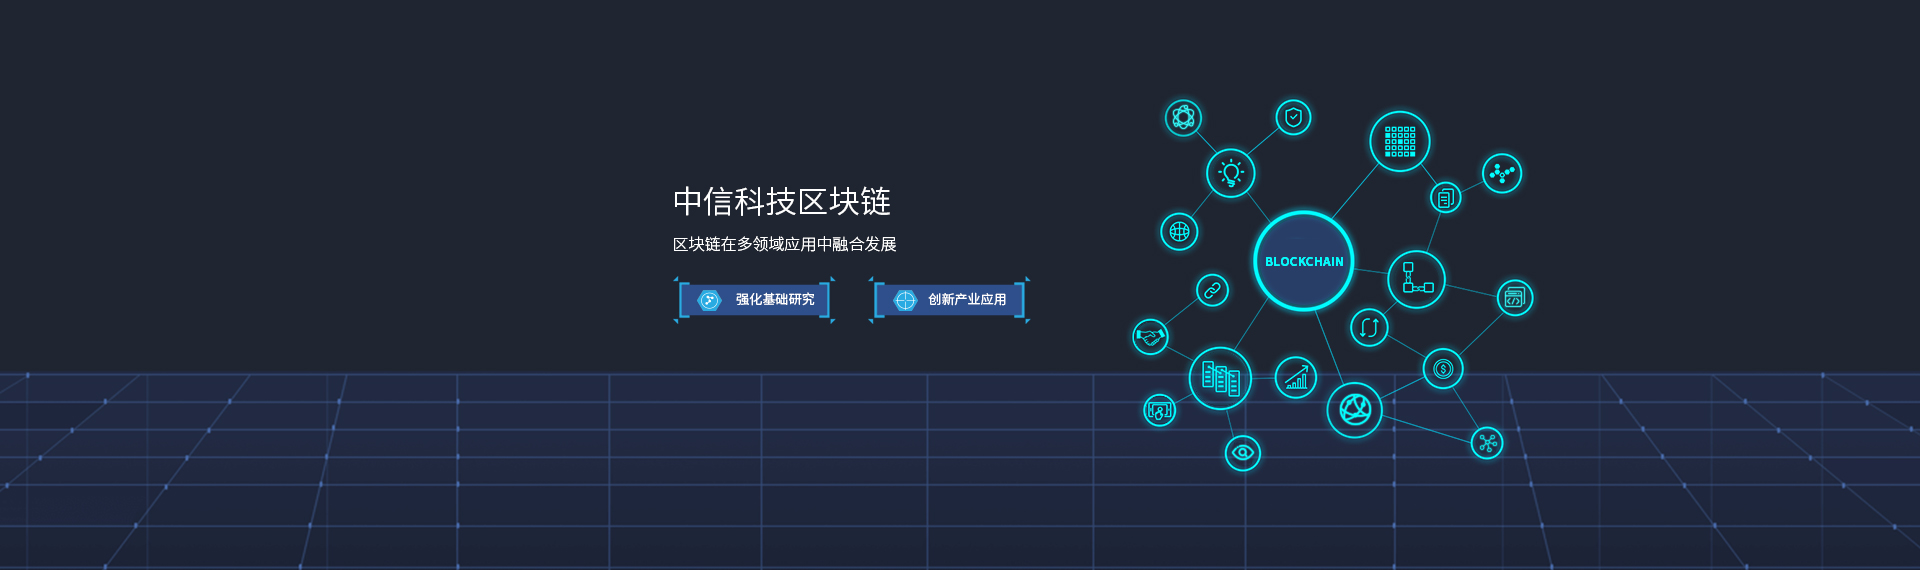 中信科技区块链
区块链在多领域应用中融合发展
强化基础研究
创新产业应用
BLOCKCHAIN